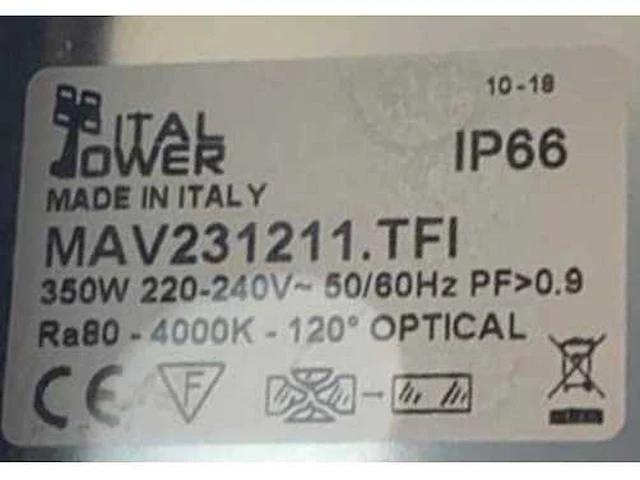 10-18
ITAL
TOWER
IP66
MADE IN ITALY
MAV231211.TFI
350W 220-240V~ 50/60Hz PF>0.9
Ra80 - 4000K - 120° OPTICAL
CE F